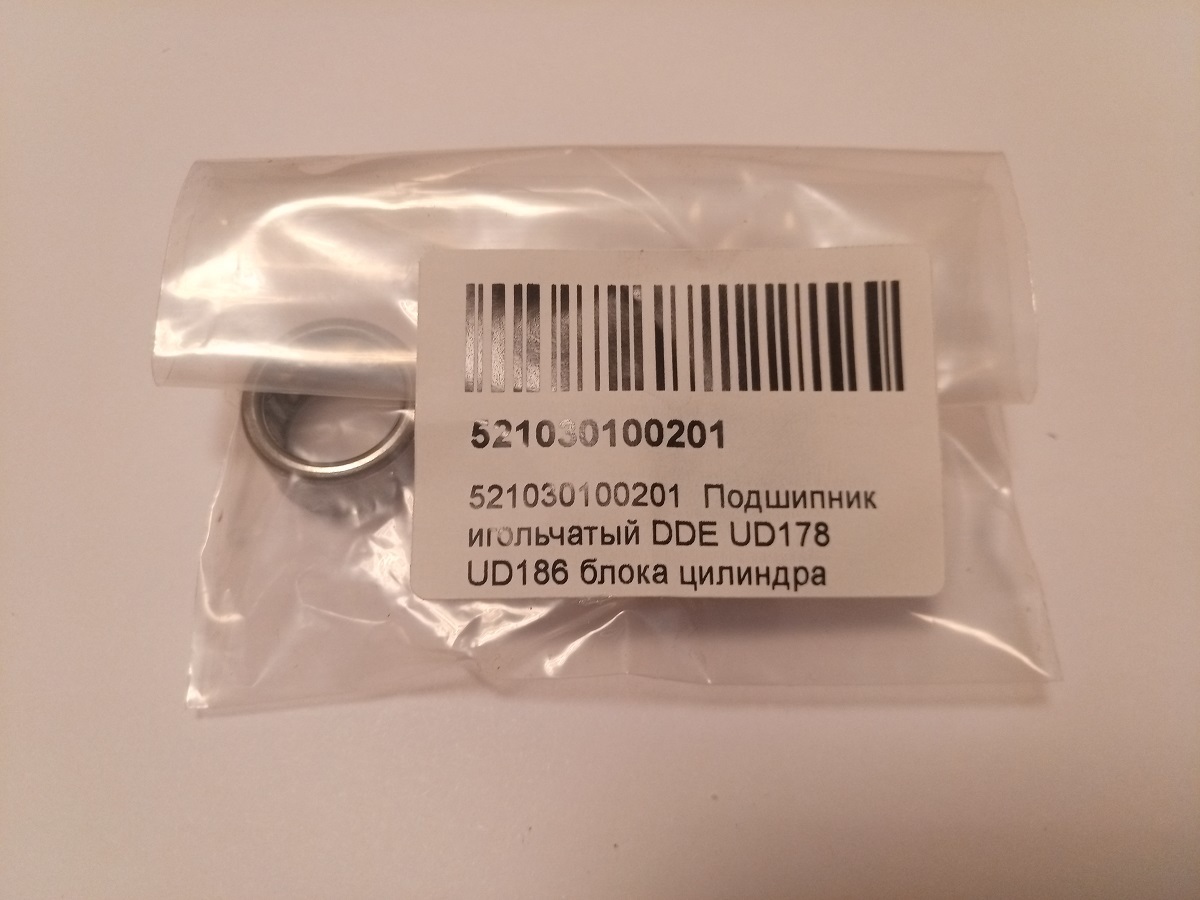 521030100201
521030100201 Подшипник
игольчатый DDE UD178
UD186 блока цилиндра